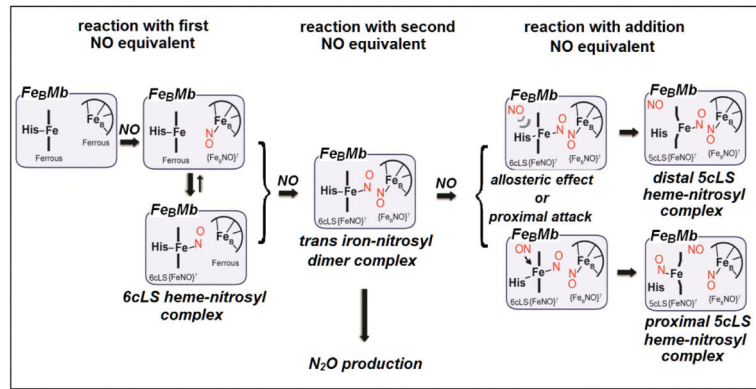 reaction with first
NO equivalent
reaction with second
NO equivalent
reaction with addition
NO equivalent
FeBMb
His–Fe
FeB
Ferrous
Ferrous
NO
FeBMb
His–Fe
FeB
N
O
Ferrous
{FeBNO}7
FeBMb
His–Fe
N
O
FeB
Ferrous
6cLS{FeNO}7
6cLS heme-nitrosyl
complex
NO
FeBMb
His–Fe
N
O
FeB
N
O
6cLS{FeNO}7
{FeBNO}7
trans iron-nitrosyl
dimer complex
N2O production
NO
FeBMb
NO
His–Fe
N
O
FeB
N
O
6cLS{FeNO}7
{FeBNO}7
allosteric effect
or
proximal attack
FeBMb
NO
His
Fe
N
O
FeB
N
O
5cLS{FeNO}7
{FeBNO}7
distal 5cLS
heme-nitrosyl
complex
FeBMb
ON
His
Fe
N
O
FeB
N
O
6cLS{FeNO}7
{FeBNO}7
FeBMb
NO
O
N
Fe
His
FeB
N
O
5cLS{FeNO}7
{FeBNO}7
proximal 5cLS
heme-nitrosyl
complex